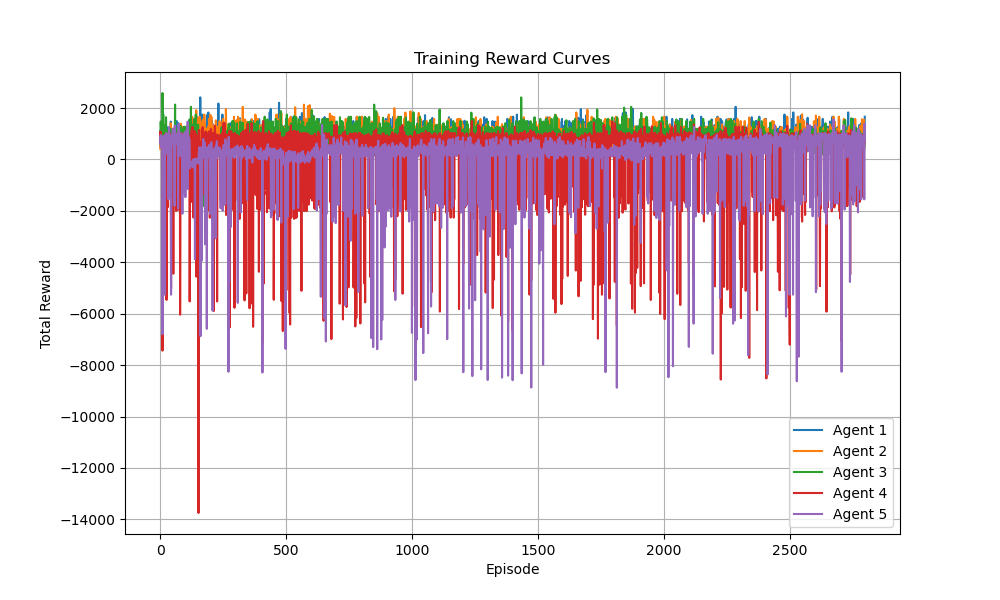 Training Reward Curves
Total Reward
2000
0
−2000
−4000
−6000
−8000
−10000
−12000
−14000
0 500 1000 1500 2000 2500
Episode
Agent 1
Agent 2
Agent 3
Agent 4
Agent 5